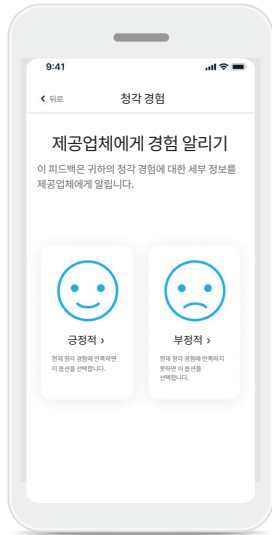 9:41
뒤로
청각 경험
제공업체에게 경험 알리기
이 피드백은 귀하의 청각 경험에 대한 세부 정보를
제공업체에게 알립니다.
긍정적 ›
현재 청각 경험에 만족하면
이 옵션을 선택합니다.
부정적 ›
현재 청각 경험에 만족하지
못하면 이 옵션을
선택합니다.